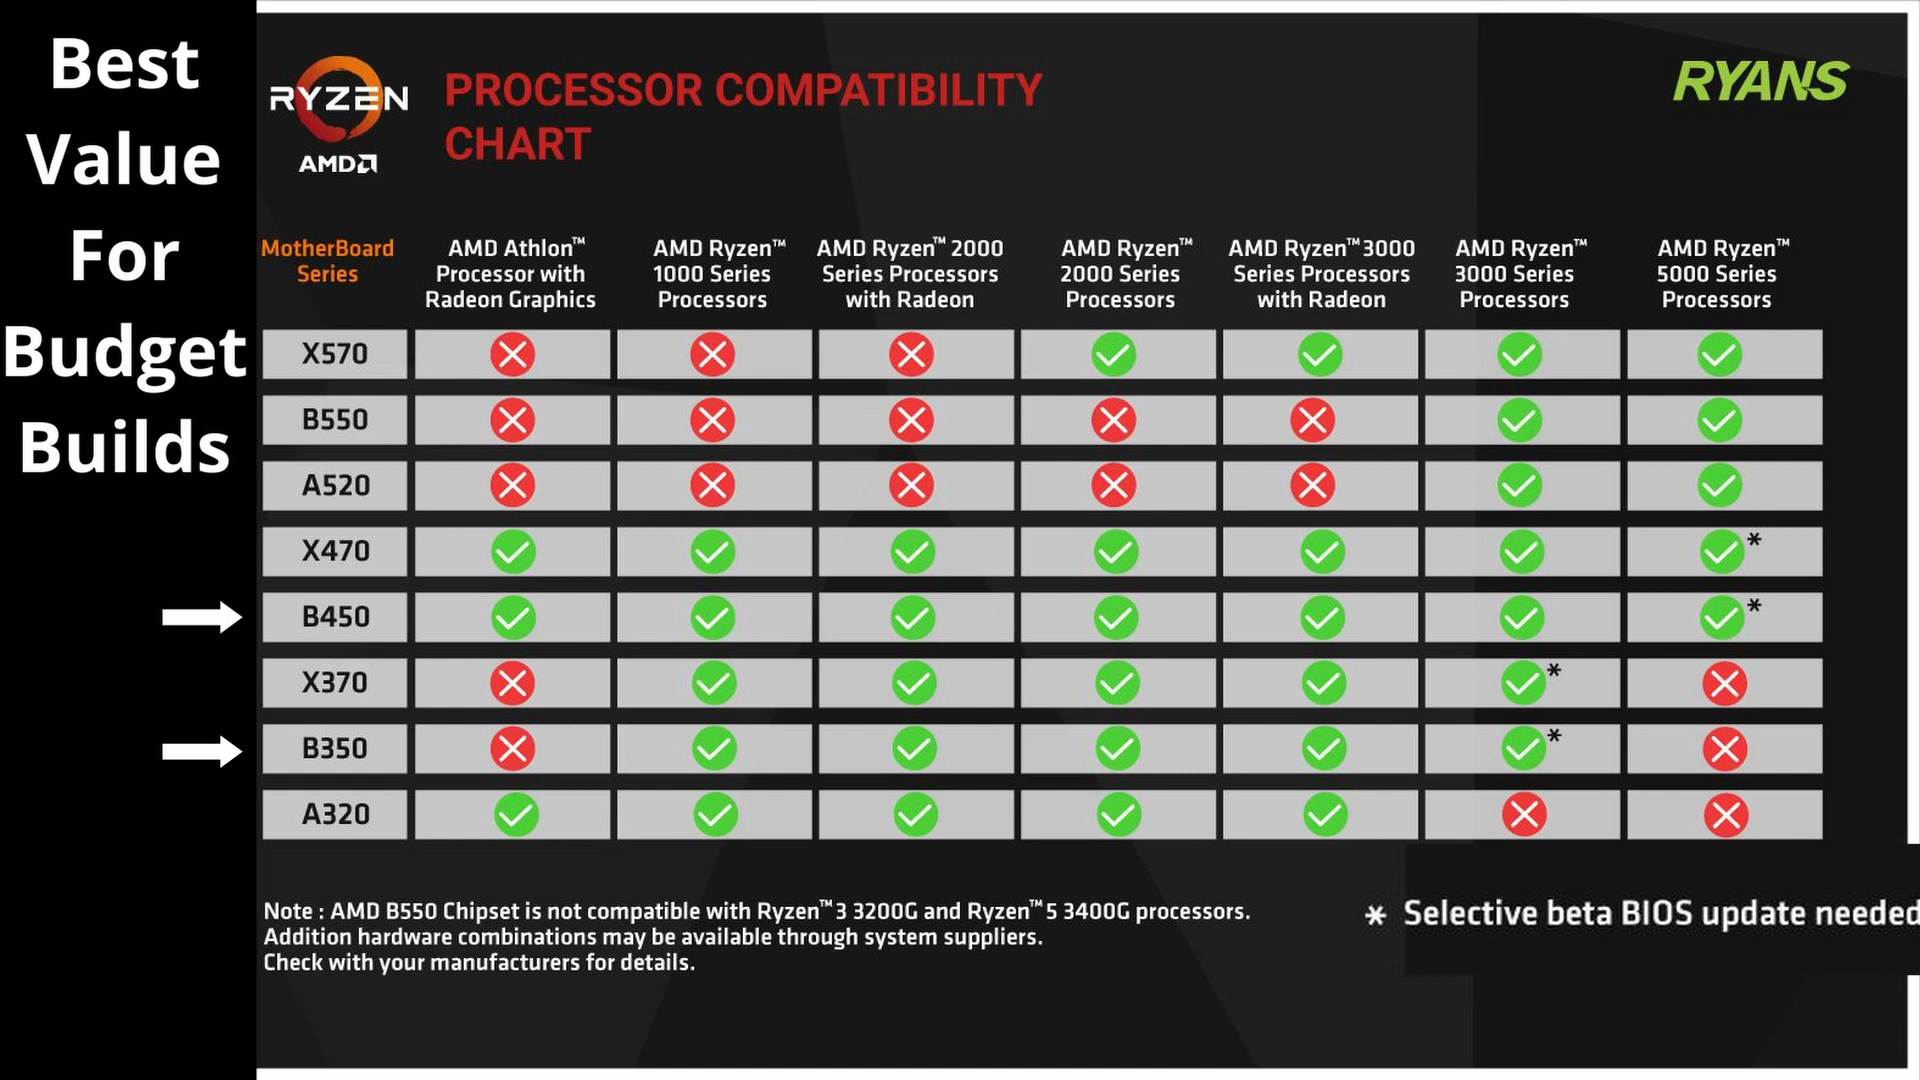 Best
Value
For
Budget
Builds
RYZEN
AMD
PROCESSOR COMPATIBILITY
CHART
RYANS
MotherBoard
Series
AMD Athlon™
Processor with
Radeon Graphics
AMD Ryzen™
1000 Series
Processors
AMD Ryzen™ 2000
Series Processors
with Radeon
AMD Ryzen™
2000 Series
Processors
AMD Ryzen™ 3000
Series Processors
with Radeon
AMD Ryzen™
3000 Series
Processors
AMD Ryzen™
5000 Series
Processors
X570
B550
A520
X470 *
B450 *
X370 *
B350 *
A320
Note : AMD B550 Chipset is not compatible with Ryzen™ 3 3200G and Ryzen™ 5 3400G processors.
Addition hardware combinations may be available through system suppliers.
Check with your manufacturers for details.
* Selective beta BIOS update needed